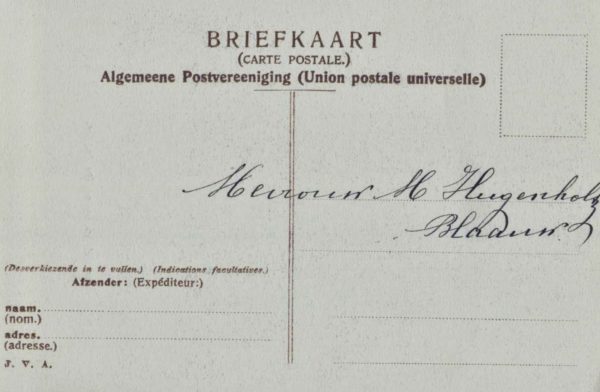 BRIEFKAART
(CARTE POSTALE.)
Algemeene Postvereeniging (Union postale universelle)
Mevrouw M Hugenholtz
Blaauw
(Desverkiezende in te vullen.) (Indications facultatives.)
Afzender: (Expéditeur:)
naam.
(nom.)
adres.
(adresse.)
J. V. A.